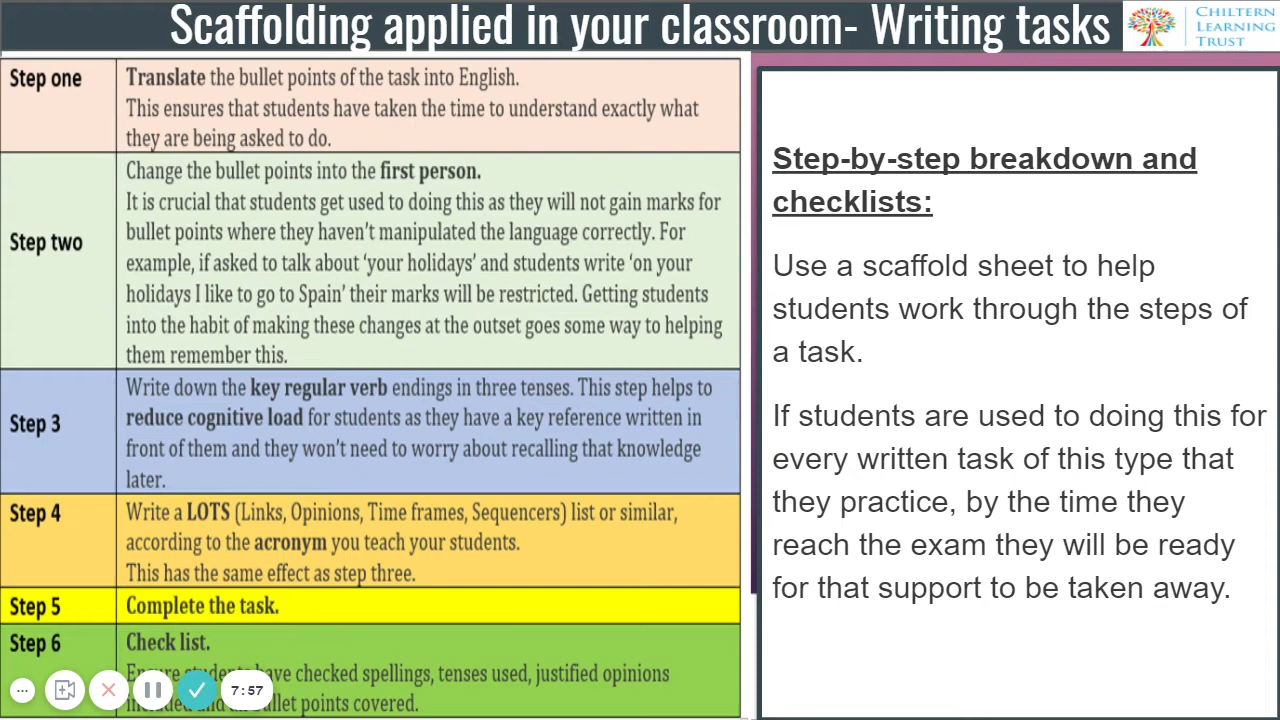 Scaffolding applied in your classroom- Writing tasks
CHILTERN
LEARNING
TRUST
Step one
Translate the bullet points of the task into English.
This ensures that students have taken the time to understand exactly what
they are being asked to do.
Step two
Change the bullet points into the first person.
It is crucial that students get used to doing this as they will not gain marks for
bullet points where they haven't manipulated the language correctly. For
example, if asked to talk about 'your holidays' and students write 'on your
holidays I like to go to Spain' their marks will be restricted. Getting students
into the habit of making these changes at the outset goes some way to helping
them remember this.
Step 3
Write down the key regular verb endings in three tenses. This step helps to
reduce cognitive load for students as they have a key reference written in
front of them and they won't need to worry about recalling that knowledge
later.
Step 4
Write a LOTS (Links, Opinions, Time frames, Sequencers) list or similar,
according to the acronym you teach your students.
This has the same effect as step three.
Step 5
Complete the task.
Step 6
Check list.
Ensure students have checked spellings, tenses used, justified opinions
included and all bullet points covered.
7:57
Step-by-step breakdown and
checklists:
Use a scaffold sheet to help
students work through the steps of
a task.
If students are used to doing this for
every written task of this type that
they practice, by the time they
reach the exam they will be ready
for that support to be taken away.